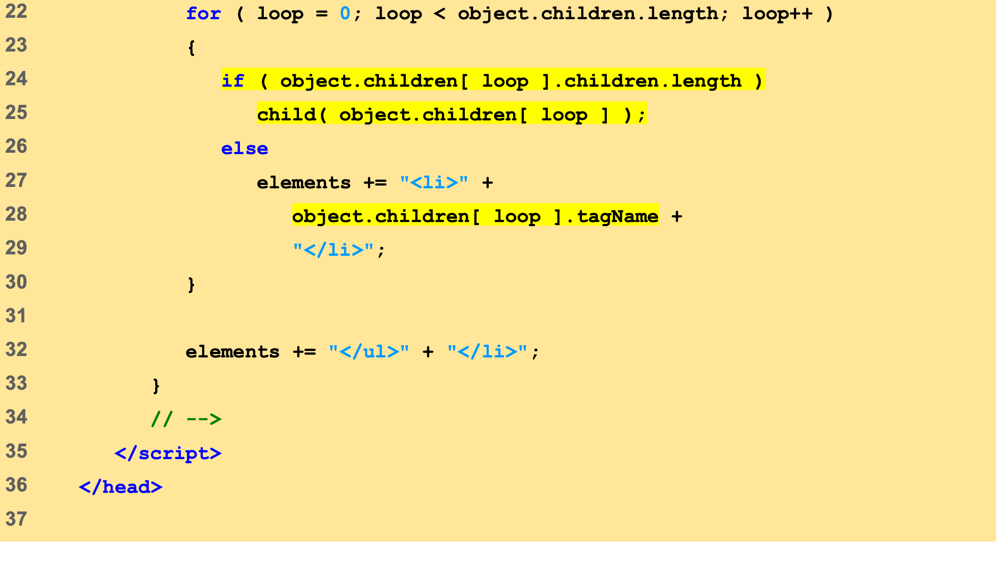 22 for ( loop = 0; loop < object.children.length; loop++ )
23 {
24 if ( object.children[ loop ].children.length )
25 child( object.children[ loop ] );
26 else
27 elements += "<li>" +
28 object.children[ loop ].tagName +
29 "</li>";
30 }
31
32 elements += "</ul>" + "</li>";
33 }
34 // -->
35 </script>
36 </head>
37